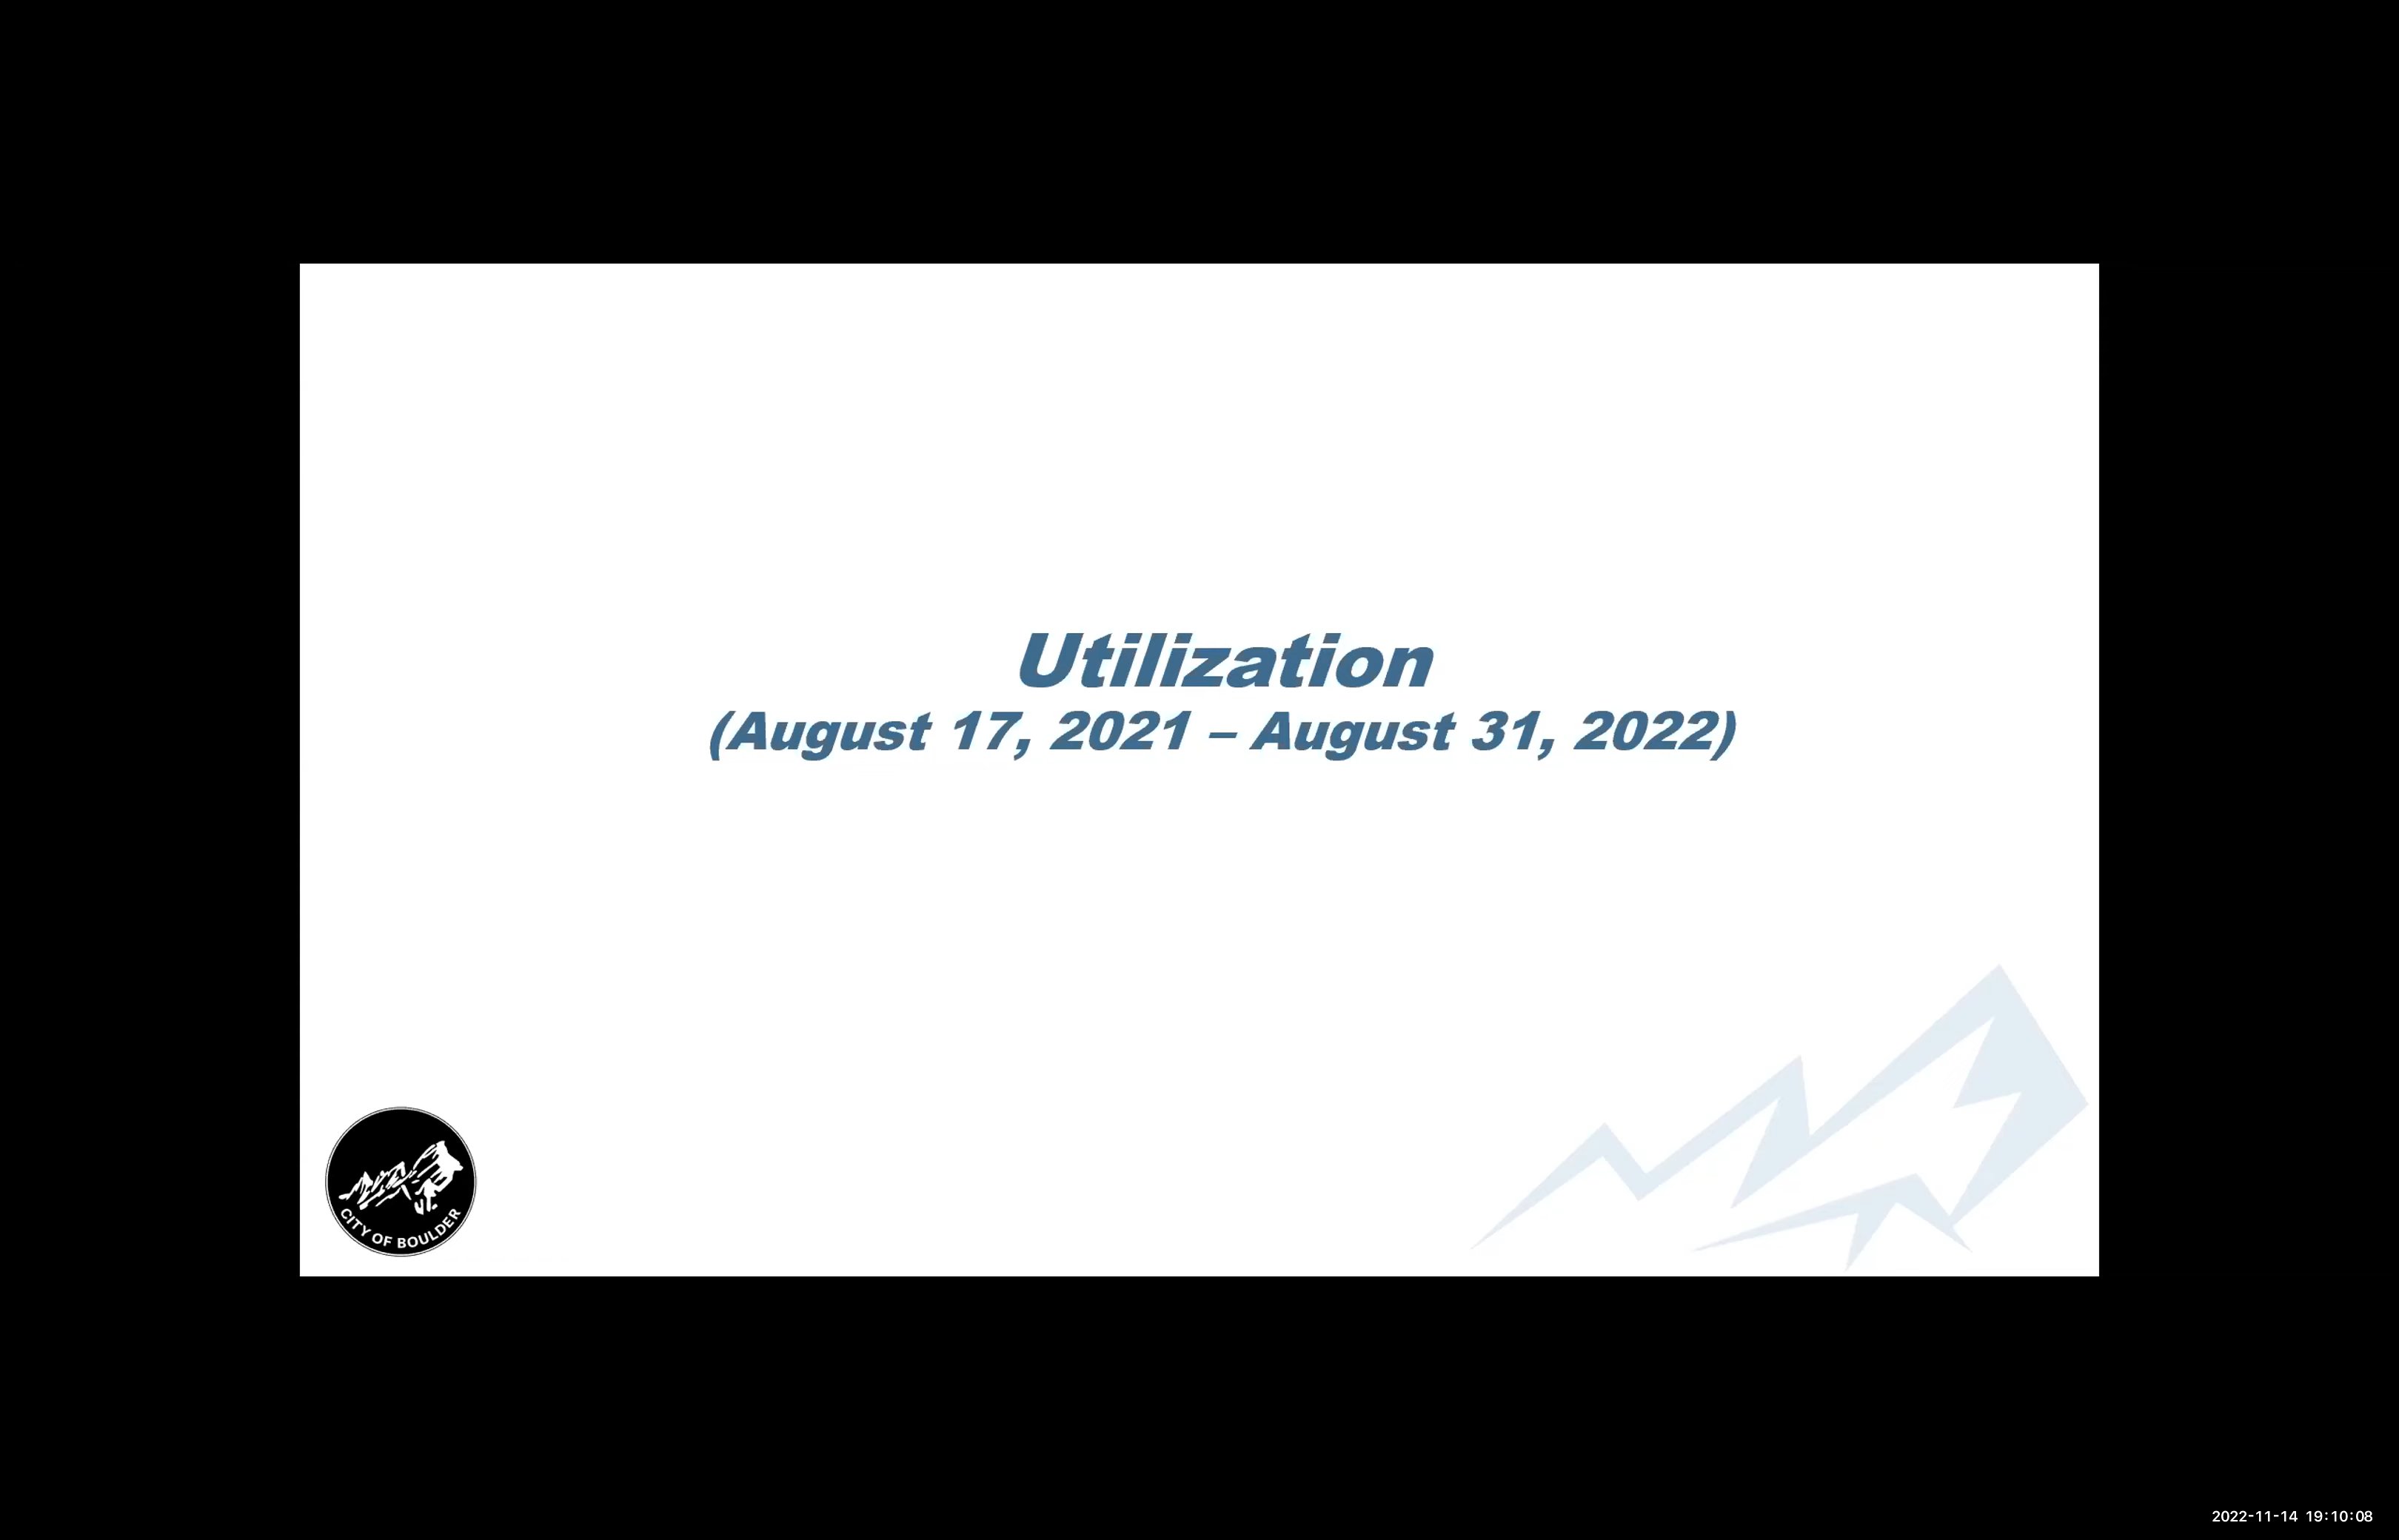 Utilization
(August 17, 2021 – August 31, 2022)
CITY OF BOULDER
2022-11-14 19:10:08